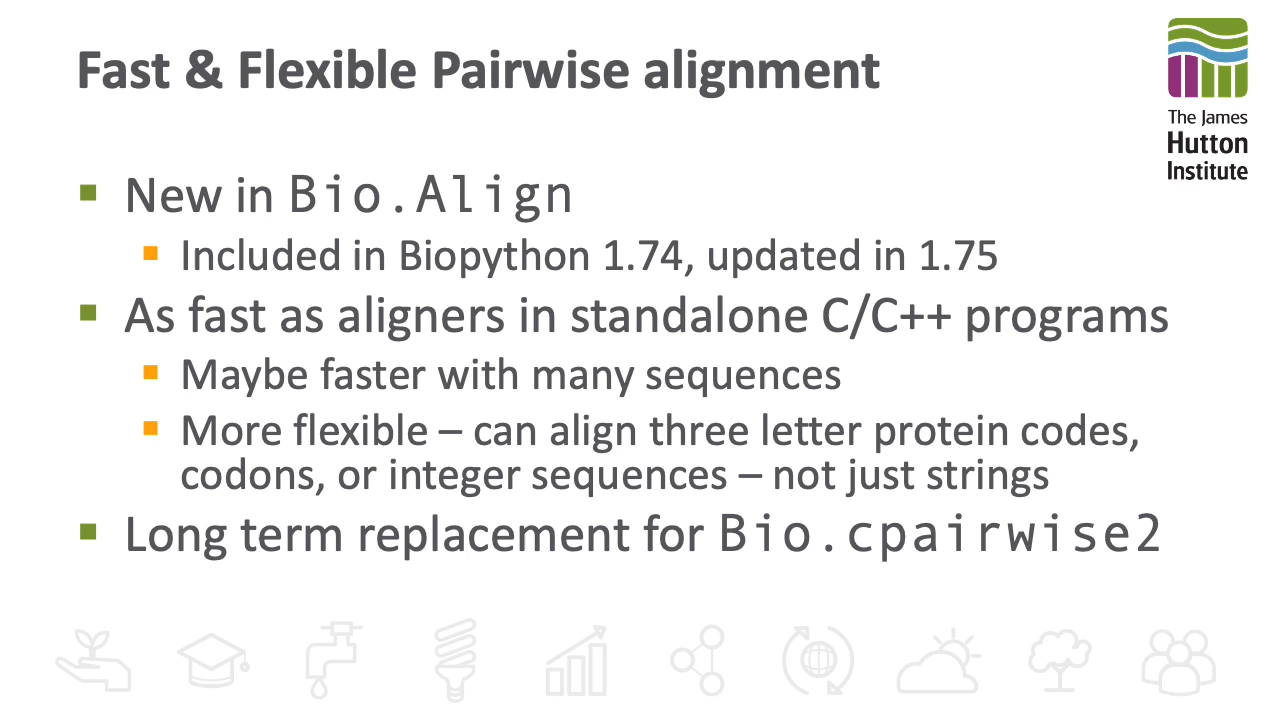 Fast & Flexible Pairwise alignment
The James
Hutton
Institute
New in Bio.Align
Included in Biopython 1.74, updated in 1.75
As fast as aligners in standalone C/C++ programs
Maybe faster with many sequences
More flexible – can align three letter protein codes,
codons, or integer sequences – not just strings
Long term replacement for Bio.cpairwise2